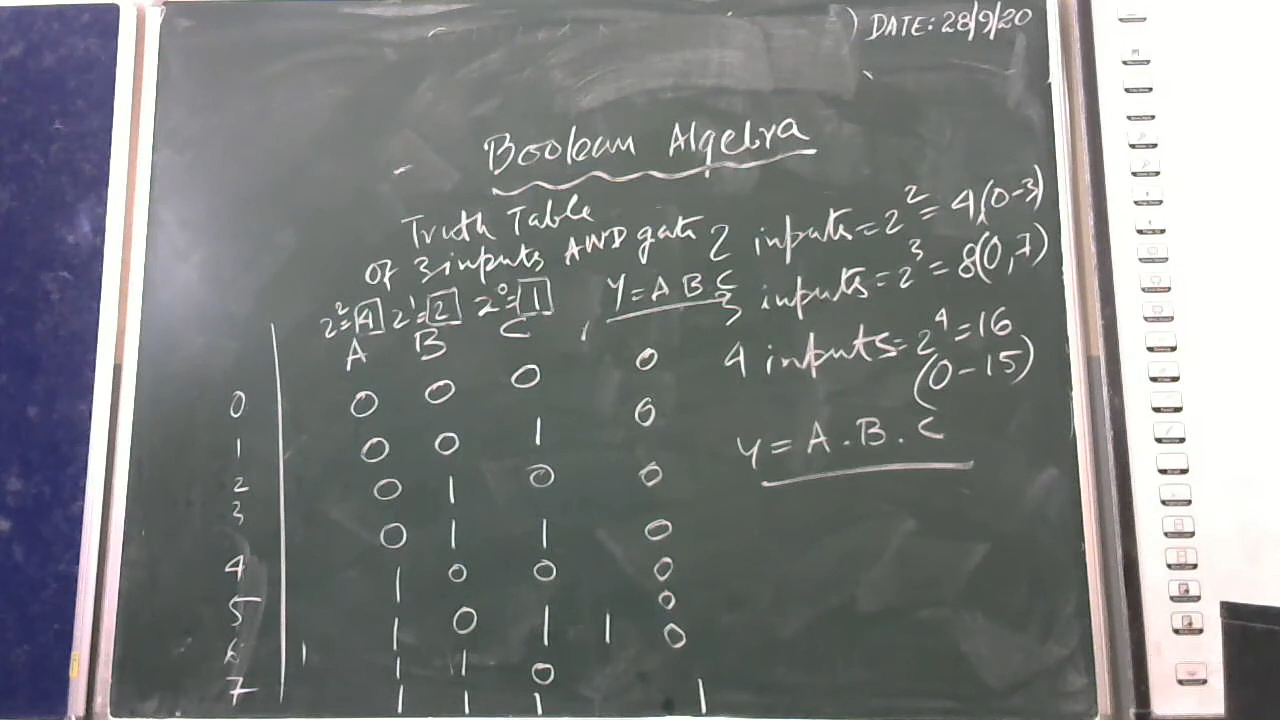 ) DATE: 28/9/20
Boolean Algebra
Truth Table
of 3 inputs AND gate
2 inputs = 2² = 4 (0-3)
3 inputs = 2³ = 8 (0,7)
4 inputs = 2⁴ = 16
(0-15)
Y = A . B . C
2²=4 2¹=2 2⁰=1 Y = A B C
A B C
0 0 0 0 0
1 0 0 1 0
2 0 1 0 0
3 0 1 1 0
4 1 0 0 0
5 1 0 1 0
6 1 1 0 0
7 1 1 1 1